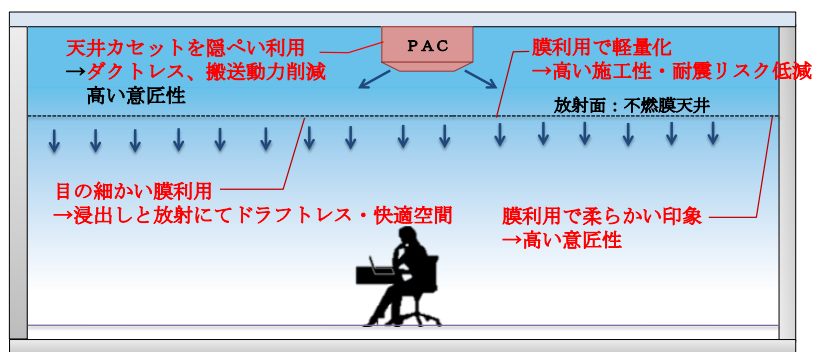 天井カセットを隠ぺい利用
→ダクトレス、搬送動力削減
高い意匠性
PAC
膜利用で軽量化
→高い施工性・耐震リスク低減
放射面：不燃膜天井
目の細かい膜利用
→浸出しと放射にてドラフトレス・快適空間
膜利用で柔らかい印象
→高い意匠性